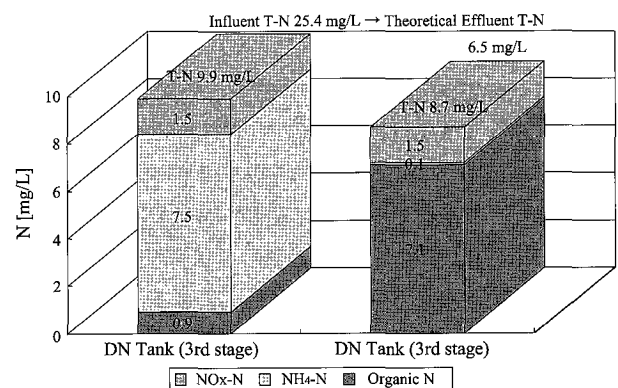 Influent T-N 25.4 mg/L → Theoretical Effluent T-N
6.5 mg/L
T-N 9.9 mg/L
T-N 8.7 mg/L
N [mg/L]
10
8
6
4
2
0
1.5
7.5
0.9
1.5
0.1
7.1
DN Tank (3rd stage)
DN Tank (3rd stage)
NOx-N
NH4-N
Organic N